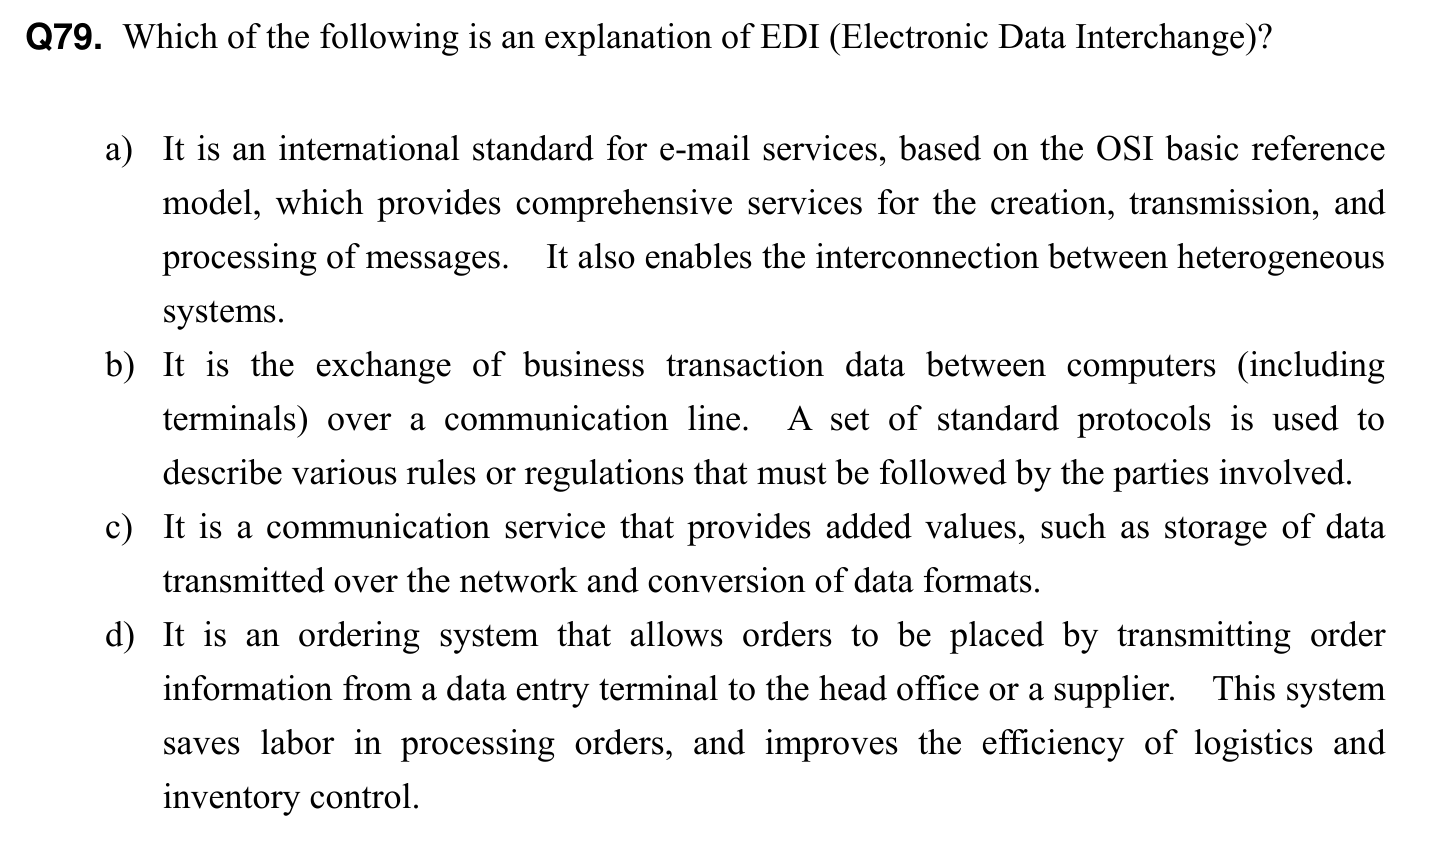 Q79. Which of the following is an explanation of EDI (Electronic Data Interchange)?
a) It is an international standard for e-mail services, based on the OSI basic reference
model, which provides comprehensive services for the creation, transmission, and
processing of messages. It also enables the interconnection between heterogeneous
systems.
b) It is the exchange of business transaction data between computers (including
terminals) over a communication line. A set of standard protocols is used to
describe various rules or regulations that must be followed by the parties involved.
c) It is a communication service that provides added values, such as storage of data
transmitted over the network and conversion of data formats.
d) It is an ordering system that allows orders to be placed by transmitting order
information from a data entry terminal to the head office or a supplier. This system
saves labor in processing orders, and improves the efficiency of logistics and
inventory control.